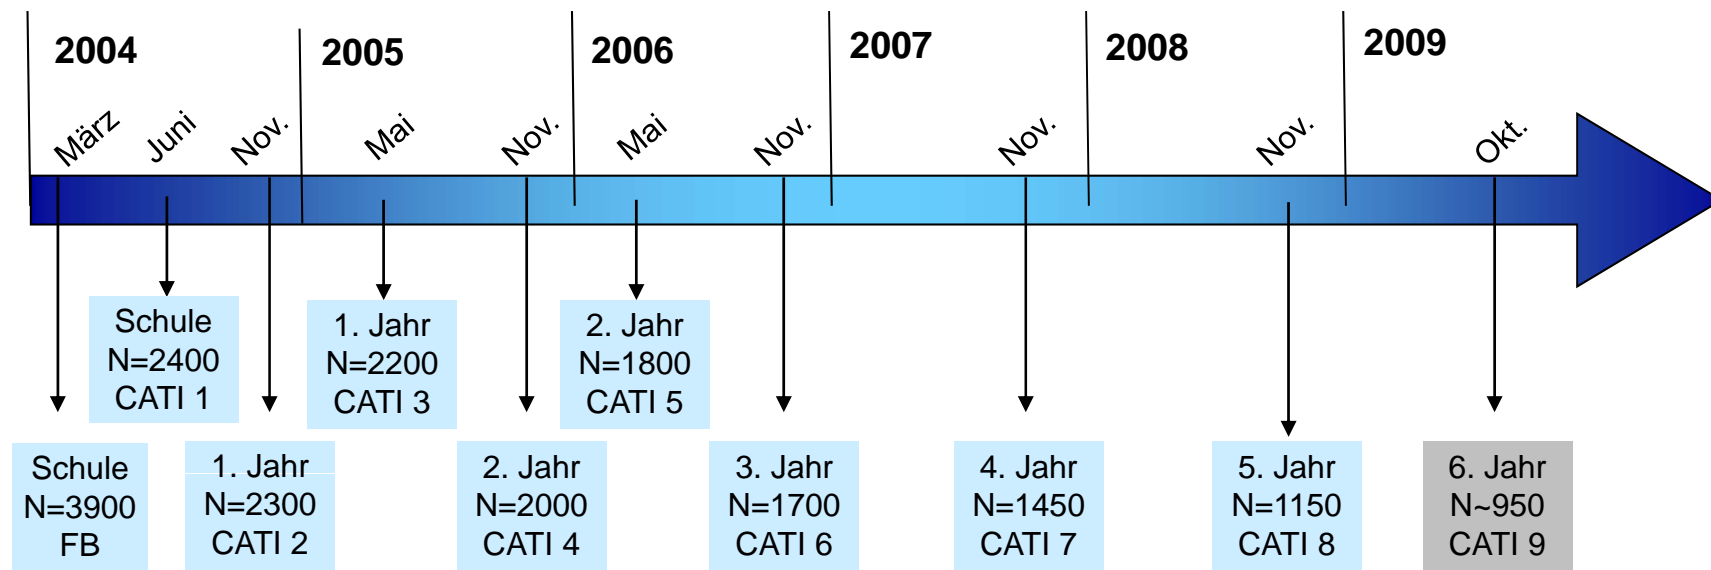 2004
2005
2006
2007
2008
2009
März
Juni
Nov.
Mai
Nov.
Mai
Nov.
Nov.
Nov.
Okt.
Schule
N=2400
CATI 1
1. Jahr
N=2200
CATI 3
2. Jahr
N=1800
CATI 5
Schule
N=3900
FB
1. Jahr
N=2300
CATI 2
2. Jahr
N=2000
CATI 4
3. Jahr
N=1700
CATI 6
4. Jahr
N=1450
CATI 7
5. Jahr
N=1150
CATI 8
6. Jahr
N~950
CATI 9